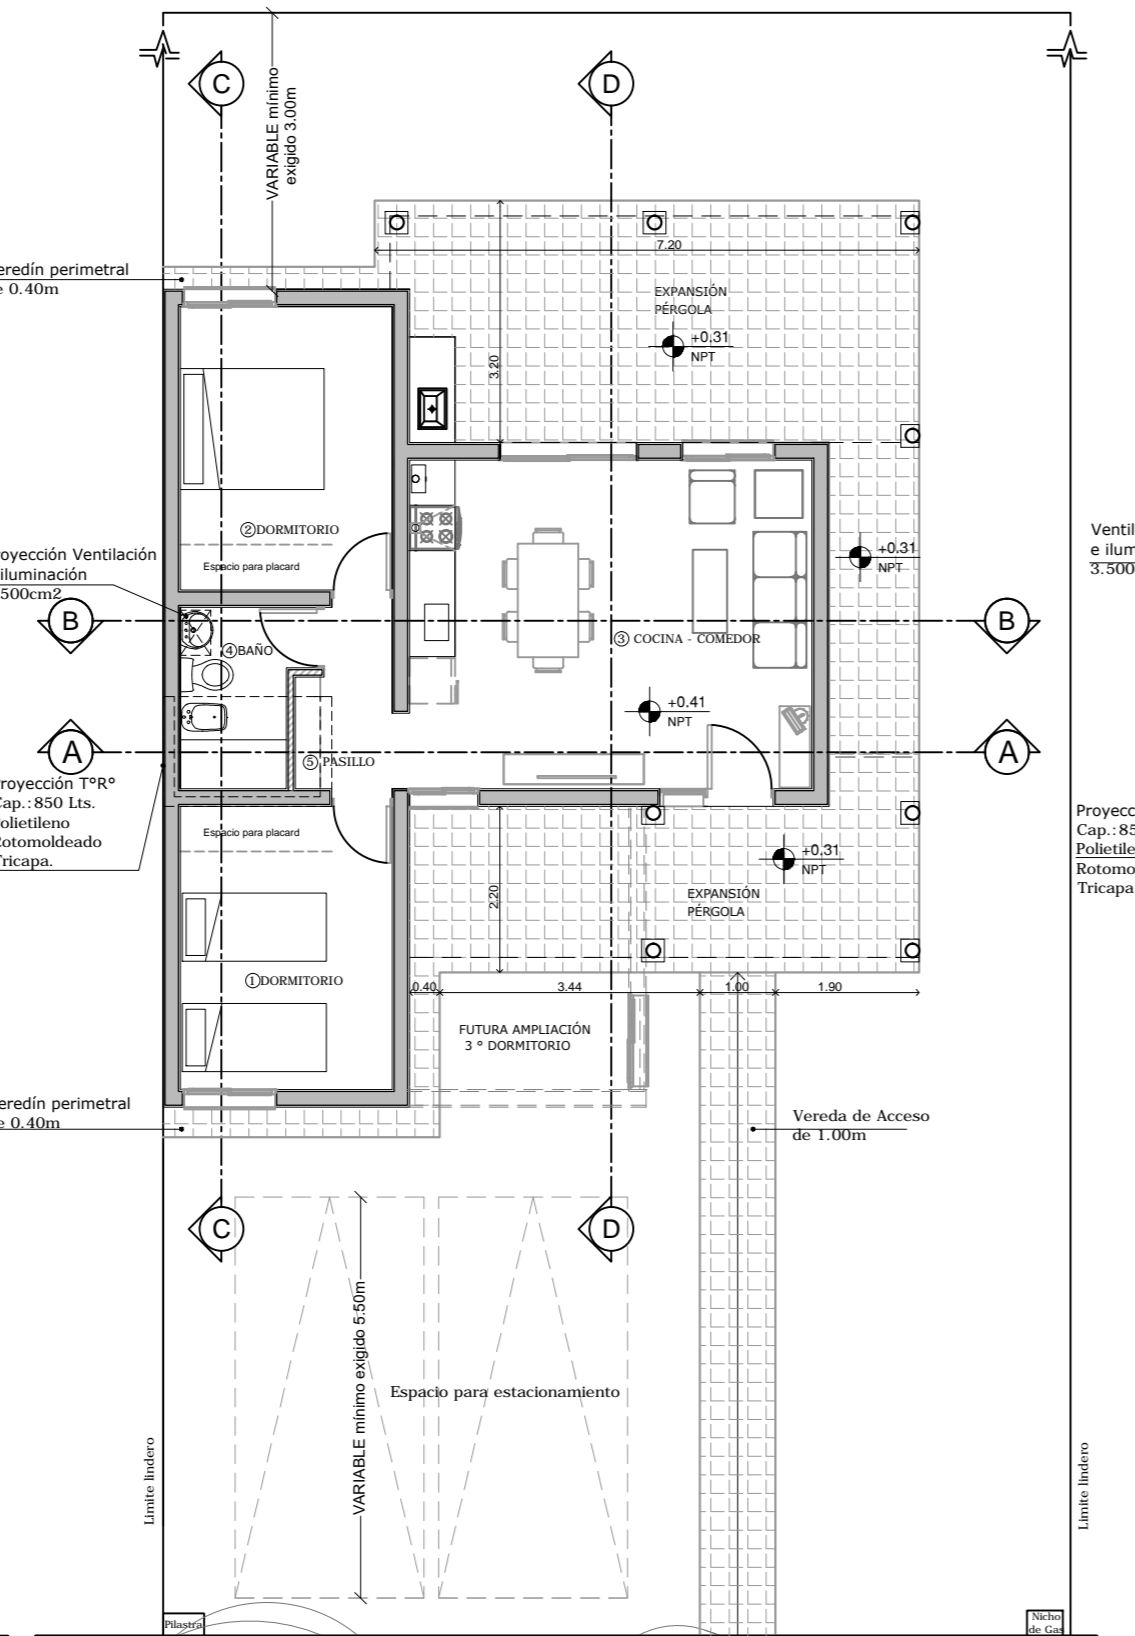 C
D
VARIABLE mínimo
exigido 3.00m
eredín perimetral
e 0.40m
7.20
EXPANSIÓN
PÉRGOLA
+0.31
NPT
3.20
②DORMITORIO
Espacio para placard
royección Ventilación
iluminación
500cm2
+0.31
NPT
Ventil
e ilum
3.500
B
B
④BAÑO
③ COCINA - COMEDOR
+0.41
NPT
A
A
⑤ PASILLO
royección T°R°
Cap.: 850 Lts.
olietileno
otomoldeado
ricapa.
Espacio para placard
Proyecc
Cap.: 85
Polietile
Rotomo
Tricapa
+0.31
NPT
EXPANSIÓN
PÉRGOLA
2.20
①DORMITORIO
0.40
3.44
1.00
1.90
FUTURA AMPLIACIÓN
3 ° DORMITORIO
eredín perimetral
e 0.40m
Vereda de Acceso
de 1.00m
C
D
VARIABLE mínimo exigido 5.50m
Espacio para estacionamiento
Limite lindero
Limite lindero
Pilastra
Nicho
de Gas